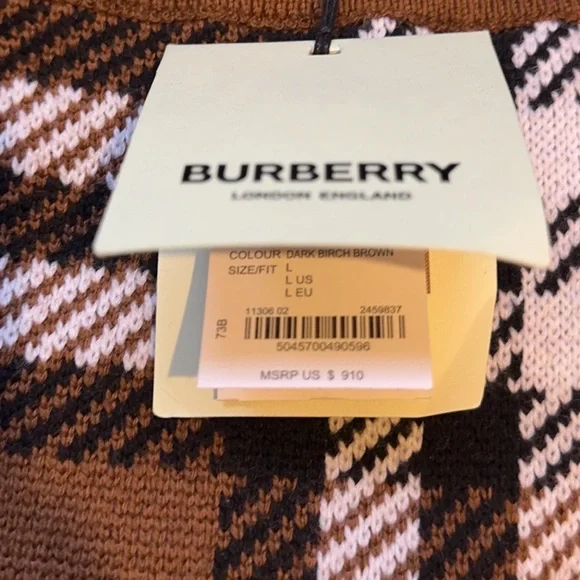 BURBERRY
LONDON ENGLAND
COLOUR DARK BIRCH BROWN
SIZE/FIT L
L US
L EU
11306.02 2459837
73B
5045700490596
MSRP US $ 910